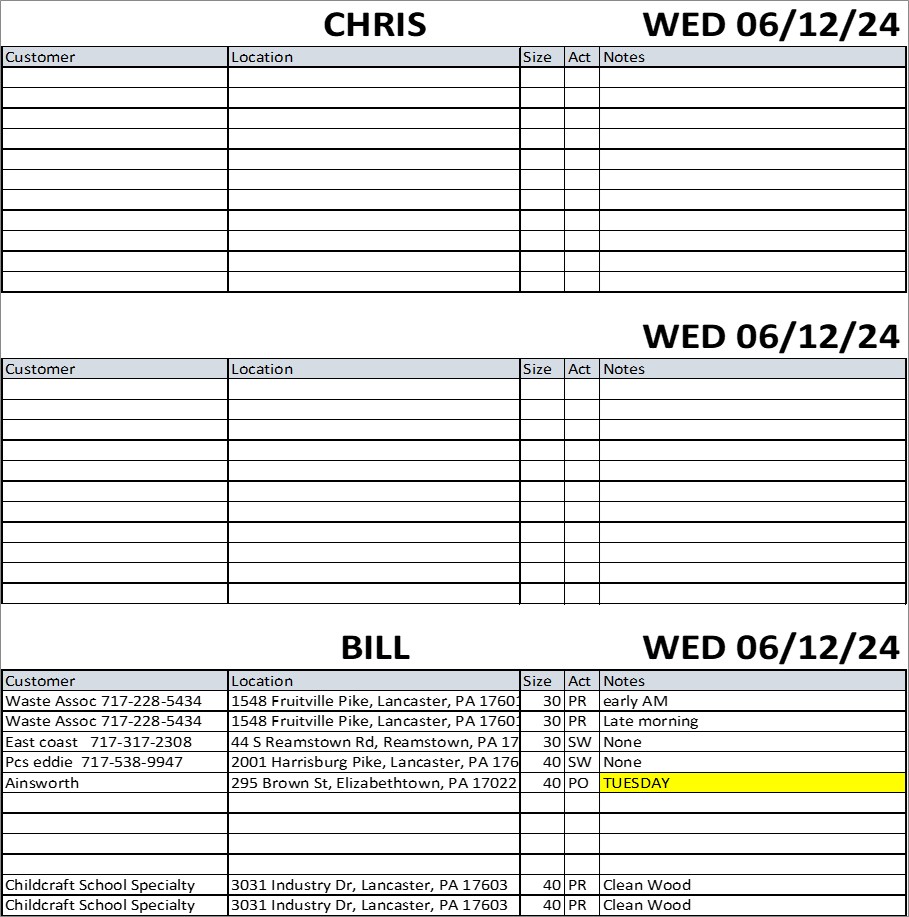 CHRIS WED 06/12/24
Customer Location Size Act Notes
WED 06/12/24
Customer Location Size Act Notes
BILL WED 06/12/24
Customer Location Size Act Notes
Waste Assoc 717-228-5434 1548 Fruitville Pike, Lancaster, PA 17601 30 PR early AM
Waste Assoc 717-228-5434 1548 Fruitville Pike, Lancaster, PA 17601 30 PR Late morning
East coast 717-317-2308 44 S Reamstown Rd, Reamstown, PA 17 30 SW None
Pcs eddie 717-538-9947 2001 Harrisburg Pike, Lancaster, PA 176 40 SW None
Ainsworth 295 Brown St, Elizabethtown, PA 17022 40 PO TUESDAY
Childcraft School Specialty 3031 Industry Dr, Lancaster, PA 17603 40 PR Clean Wood
Childcraft School Specialty 3031 Industry Dr, Lancaster, PA 17603 40 PR Clean Wood